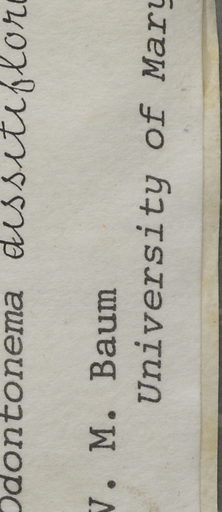 Odontonema dissitiflor
V. M. Baum
University of Mary